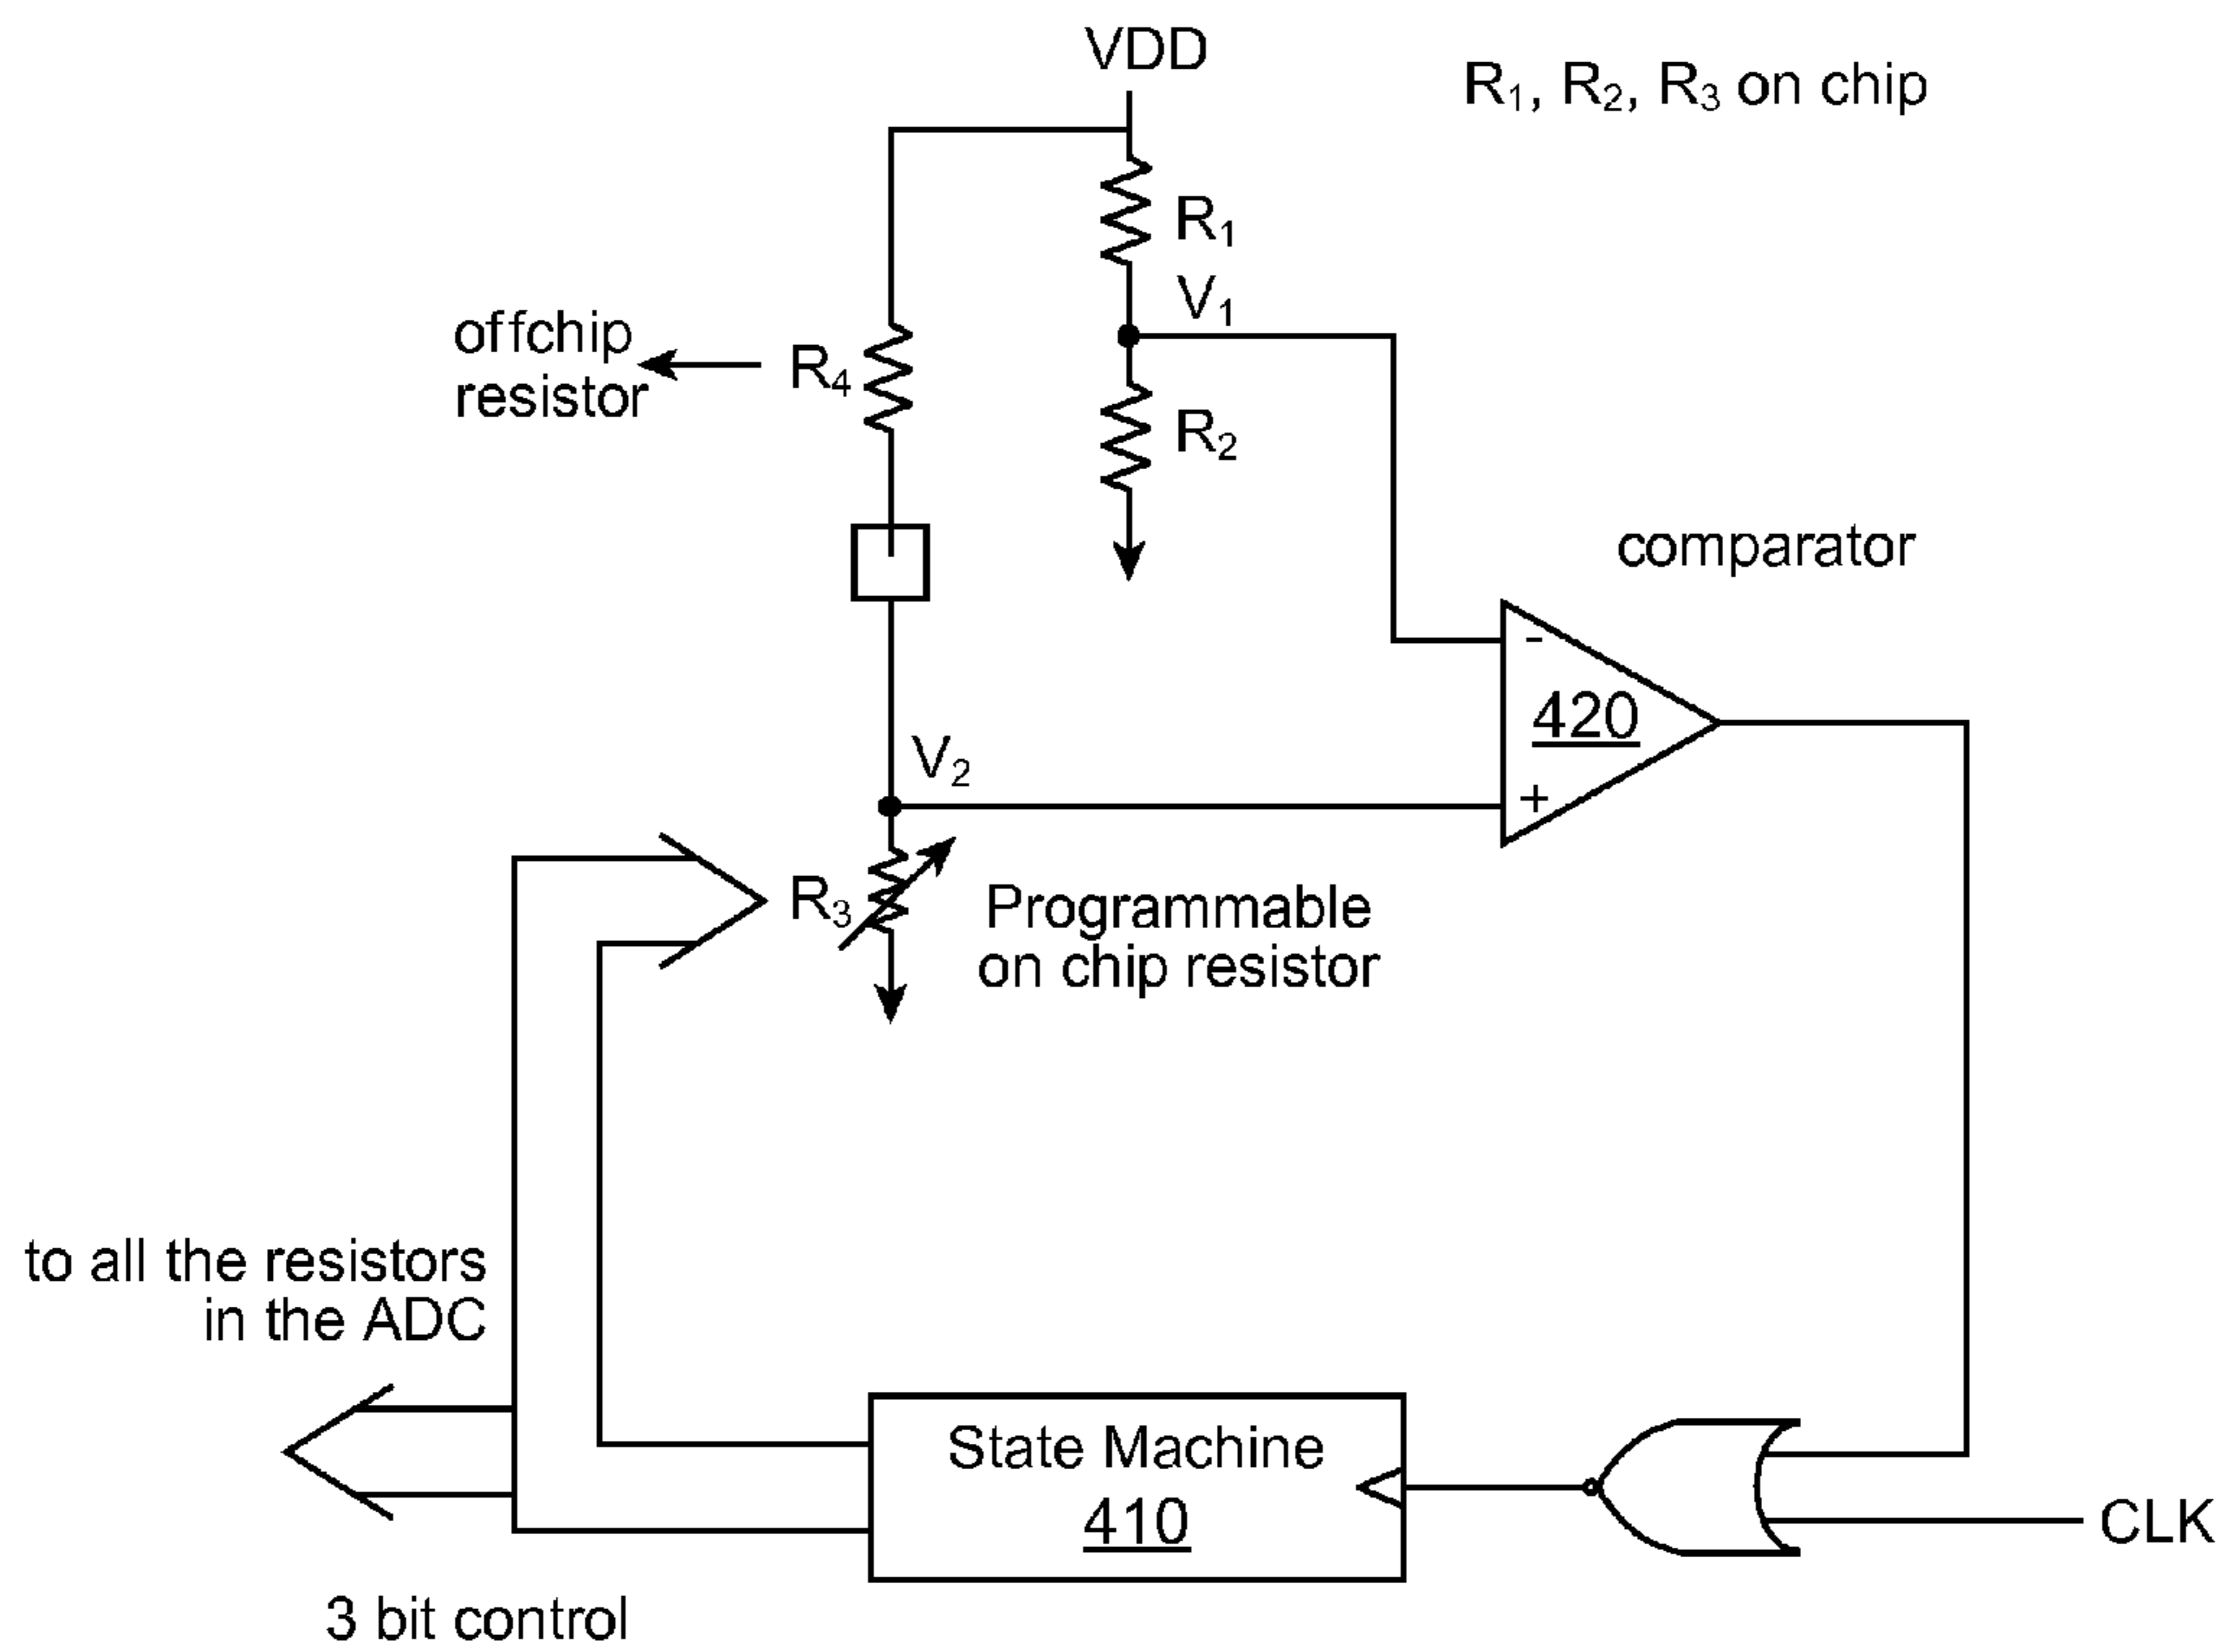 VDD
R₁, R₂, R₃ on chip
R₁
V₁
offchip
resistor
R₄
R₂
comparator
-
420
+
V₂
R₃
Programmable
on chip resistor
to all the resistors
in the ADC
State Machine
410
CLK
3 bit control